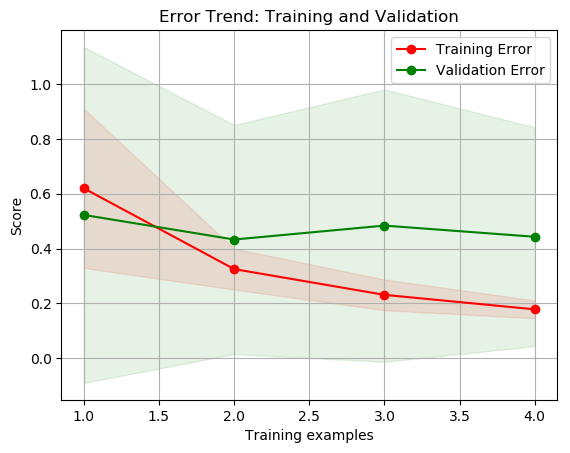 Error Trend: Training and Validation
Training Error
Validation Error
Score
1.0
0.8
0.6
0.4
0.2
0.0
1.0 1.5 2.0 2.5 3.0 3.5 4.0
Training examples